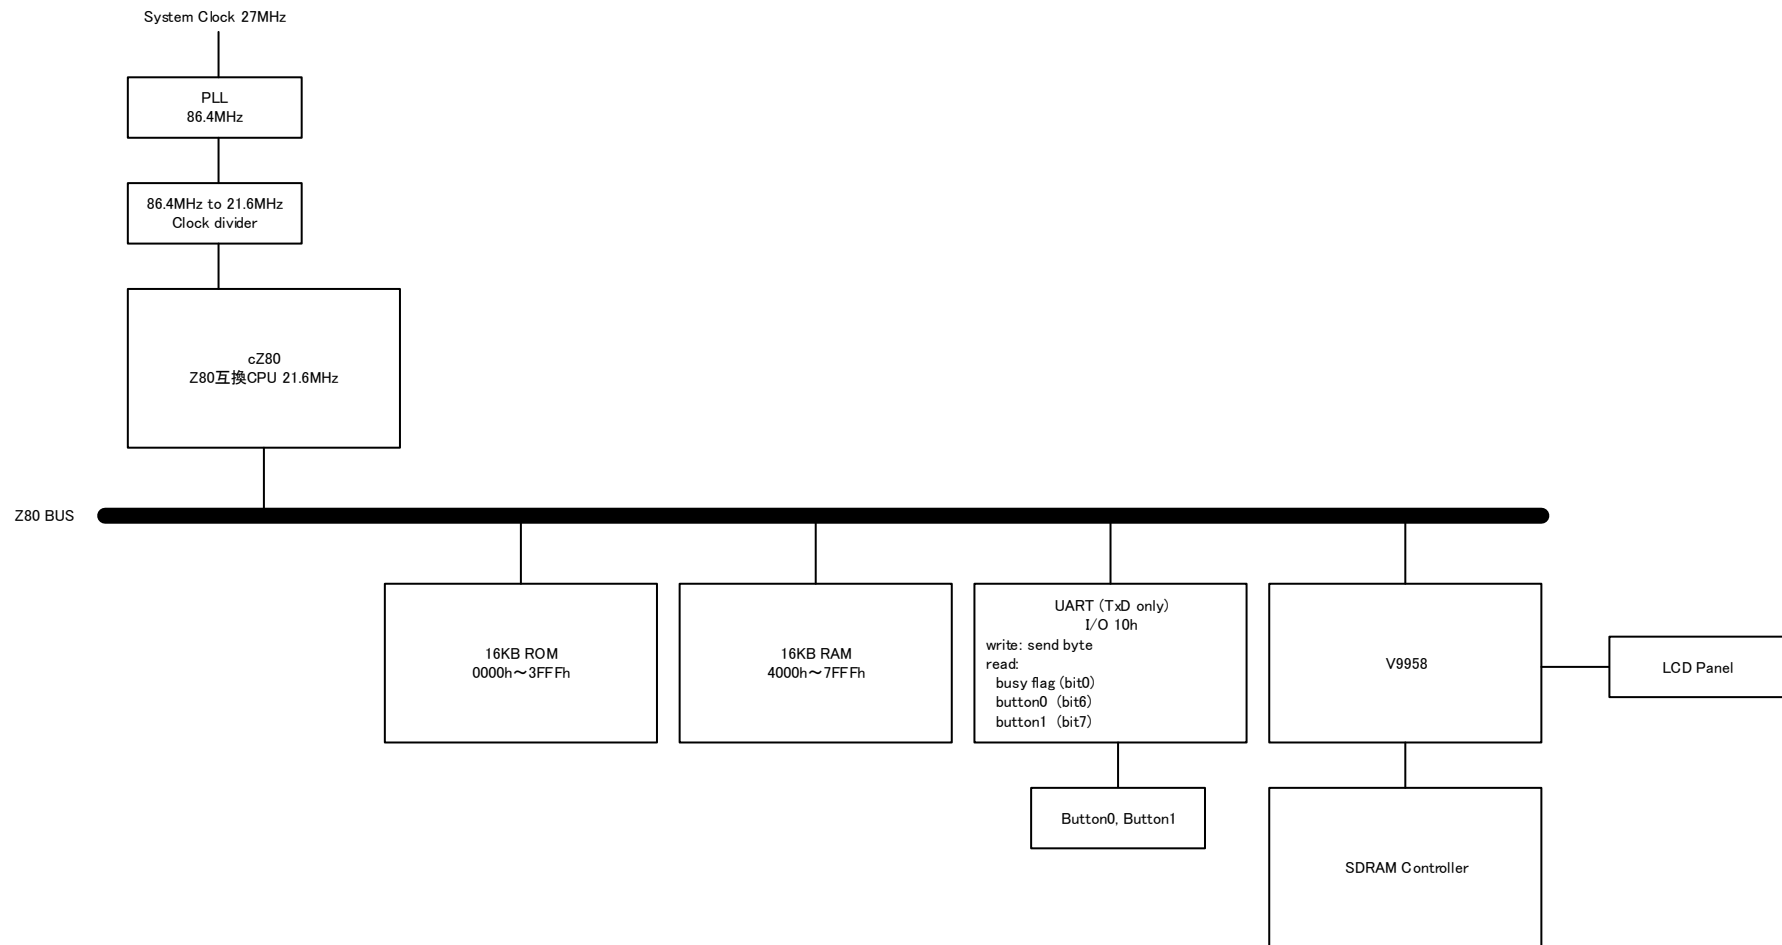 System Clock 27MHz
PLL
86.4MHz
86.4MHz to 21.6MHz
Clock divider
cZ80
Z80互換CPU 21.6MHz
Z80 BUS
16KB ROM
0000h～3FFFh
16KB RAM
4000h～7FFFh
UART (TxD only)
I/O 10h
write: send byte
read:
busy flag (bit0)
button0 (bit6)
button1 (bit7)
V9958
LCD Panel
Button0, Button1
SDRAM Controller